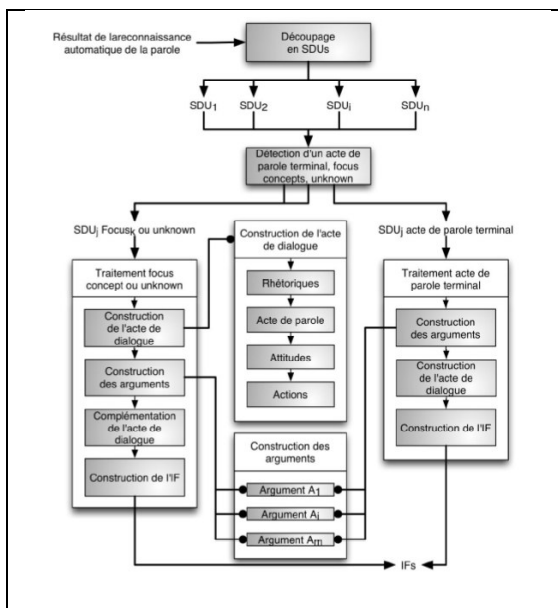 Résultat de lareconnaissance
automatique de la parole
Découpage
en SDUs
SDU1
SDU2
SDUi
SDUn
Détection d'un acte de
parole terminal, focus
concepts, unknown
SDUj Focusk ou unknown
SDUj acte de parole terminal
Traitement focus
concept ou unknown
Construction
de l'acte de
dialogue
Construction
des arguments
Complémentation
de l'acte de
dialogue
Construction de l'IF
Construction de l'acte
de dialogue
Rhétoriques
Acte de parole
Attitudes
Actions
Construction des
arguments
Argument A1
Argument Ai
Argument Am
Traitement acte de
parole terminal
Construction
des arguments
Construction
de l'acte de
dialogue
Construction de l'IF
IFs